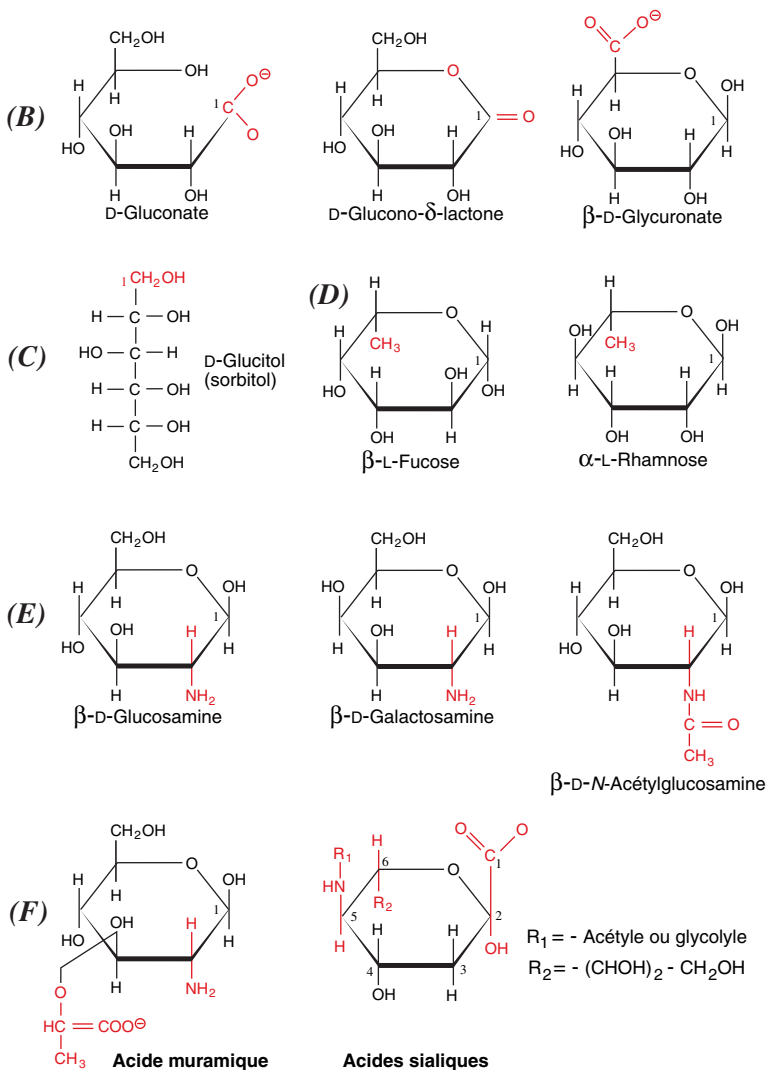 (B)
CH₂OH
OH
H
H
O⊖
1 C
O
OH
H
HO
H
OH
D-Gluconate
CH₂OH
O
H
H
1
O
OH
H
HO
H
OH
D-Glucono-δ-lactone
O
O⊖
C
H
O
OH
H
1
OH
H
HO
H
H
OH
β-D-Glycuronate
(C)
1 CH₂OH
H – C – OH
HO – C – H
H – C – OH
H – C – OH
CH₂OH
D-Glucitol
(sorbitol)
(D)
H
O
H
H
CH₃
1
H
OH
HO
OH
OH
H
β-L-Fucose
H
O
OH
OH
CH₃
1
H
H
H
H
OH
OH
α-L-Rhamnose
(E)
CH₂OH
O
OH
H
H
1
OH
H
HO
H
H
NH₂
β-D-Glucosamine
CH₂OH
O
OH
HO
H
1
OH
H
H
H
H
NH₂
β-D-Galactosamine
CH₂OH
O
OH
H
H
1
OH
H
HO
H
H
NH
C = O
CH₃
β-D-N-Acétylglucosamine
(F)
CH₂OH
O
OH
H
H
1
OH
H
HO
H
H
NH₂
O
HC = COO⊖
CH₃
Acide muramique
O
O
C 1
H
R₁
6
O
HN
R₂
5
2
H
H
H
OH
4
3
OH
H
R₁ = - Acétyle ou glycolyle
R₂ = - (CHOH)₂ - CH₂OH
Acides sialiques